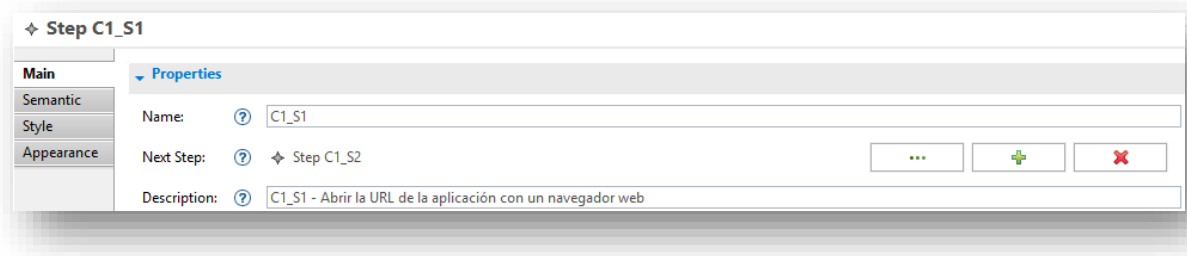 Step C1_S1
Main
Properties
Semantic
Style
Appearance
Name: ? C1_S1
Next Step: ? Step C1_S2 ...
Description: ? C1_S1 - Abrir la URL de la aplicación con un navegador web